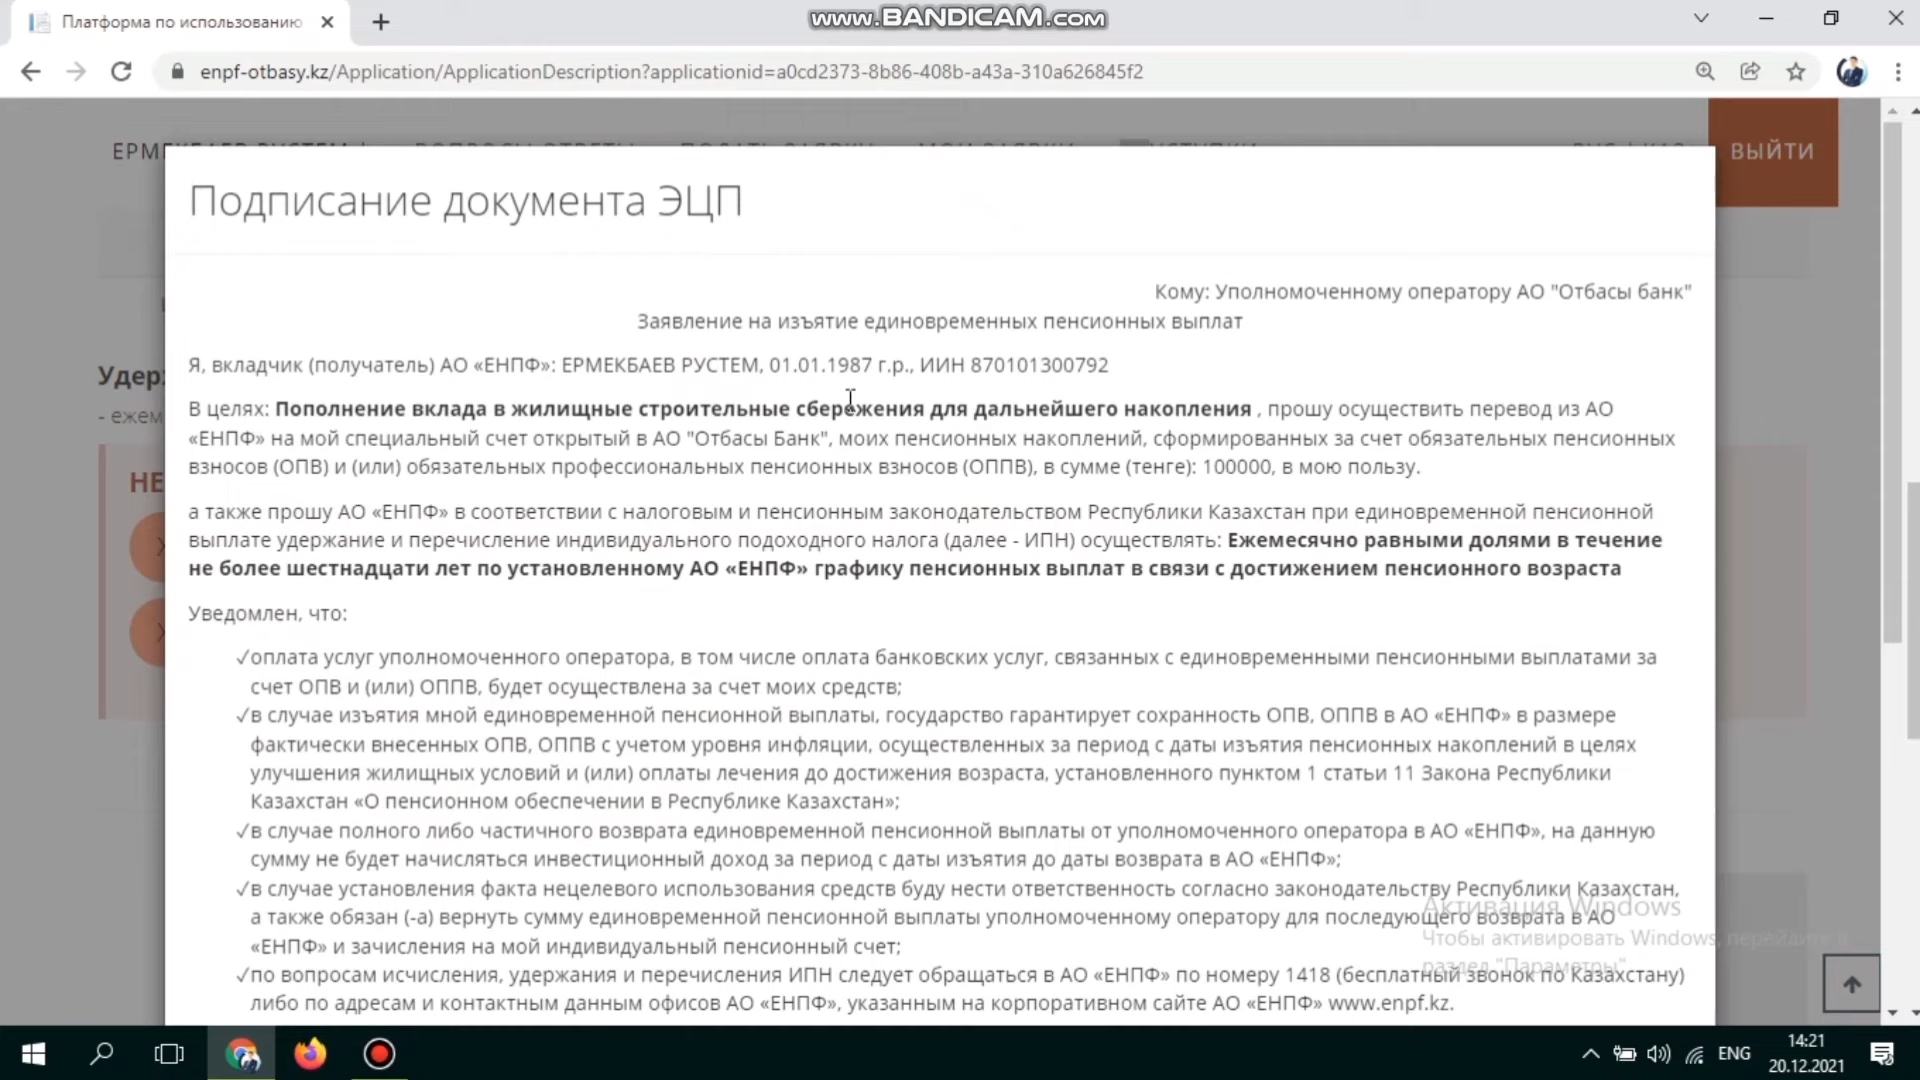 Платформа по использованию
www.BANDICAM.com
enpf-otbasy.kz/Application/ApplicationDescription?applicationid=a0cd2373-8b86-408b-a43a-310a626845f2
ВЫЙТИ
Подписание документа ЭЦП
Кому: Уполномоченному оператору АО "Отбасы банк"
Заявление на изъятие единовременных пенсионных выплат
Я, вкладчик (получатель) АО «ЕНПФ»: ЕРМЕКБАЕВ РУСТЕМ, 01.01.1987 г.р., ИИН 870101300792
Удер
- ежем
В целях: Пополнение вклада в жилищные строительные сбережения для дальнейшего накопления , прошу осуществить перевод из АО
«ЕНПФ» на мой специальный счет открытый в АО "Отбасы Банк", моих пенсионных накоплений, сформированных за счет обязательных пенсионных
взносов (ОПВ) и (или) обязательных профессиональных пенсионных взносов (ОППВ), в сумме (тенге): 100000, в мою пользу.
НЕ
а также прошу АО «ЕНПФ» в соответствии с налоговым и пенсионным законодательством Республики Казахстан при единовременной пенсионной
выплате удержание и перечисление индивидуального подоходного налога (далее - ИПН) осуществлять: Ежемесячно равными долями в течение
не более шестнадцати лет по установленному АО «ЕНПФ» графику пенсионных выплат в связи с достижением пенсионного возраста
Уведомлен, что:
✓оплата услуг уполномоченного оператора, в том числе оплата банковских услуг, связанных с единовременными пенсионными выплатами за
счет ОПВ и (или) ОППВ, будет осуществлена за счет моих средств;
✓в случае изъятия мной единовременной пенсионной выплаты, государство гарантирует сохранность ОПВ, ОППВ в АО «ЕНПФ» в размере
фактически внесенных ОПВ, ОППВ с учетом уровня инфляции, осуществленных за период с даты изъятия пенсионных накоплений в целях
улучшения жилищных условий и (или) оплаты лечения до достижения возраста, установленного пунктом 1 статьи 11 Закона Республики
Казахстан «О пенсионном обеспечении в Республике Казахстан»;
✓в случае полного либо частичного возврата единовременной пенсионной выплаты от уполномоченного оператора в АО «ЕНПФ», на данную
сумму не будет начисляться инвестиционный доход за период с даты изъятия до даты возврата в АО «ЕНПФ»;
✓в случае установления факта нецелевого использования средств буду нести ответственность согласно законодательству Республики Казахстан,
а также обязан (-а) вернуть сумму единовременной пенсионной выплаты уполномоченному оператору для последующего возврата в АО
«ЕНПФ» и зачисления на мой индивидуальный пенсионный счет;
✓по вопросам исчисления, удержания и перечисления ИПН следует обращаться в АО «ЕНПФ» по номеру 1418 (бесплатный звонок по Казахстану)
либо по адресам и контактным данным офисов АО «ЕНПФ», указанным на корпоративном сайте АО «ЕНПФ» www.enpf.kz.
Активация Windows
Чтобы активировать Windows, перейдите в
раздел "Параметры".
ENG
14:21
20.12.2021